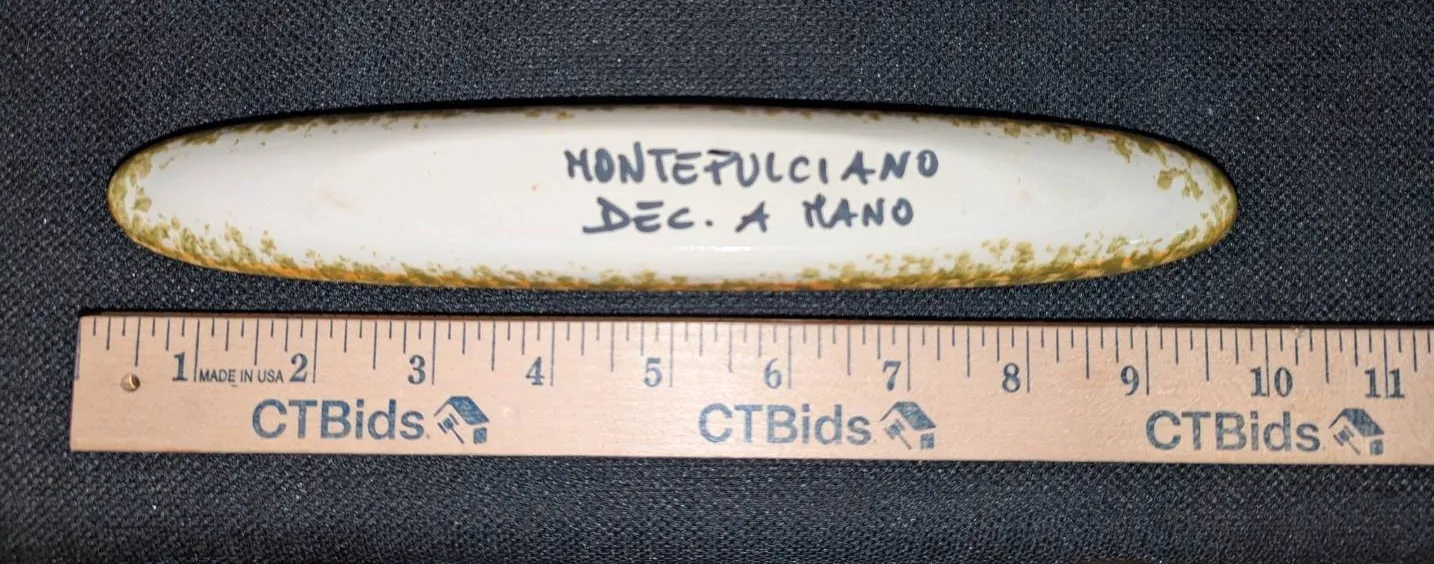 MONTEPULCIANO
DEC. A MANO
1 MADE IN USA 2 3 4 5 6 7 8 9 10 11
CTBids CTBids CTBids